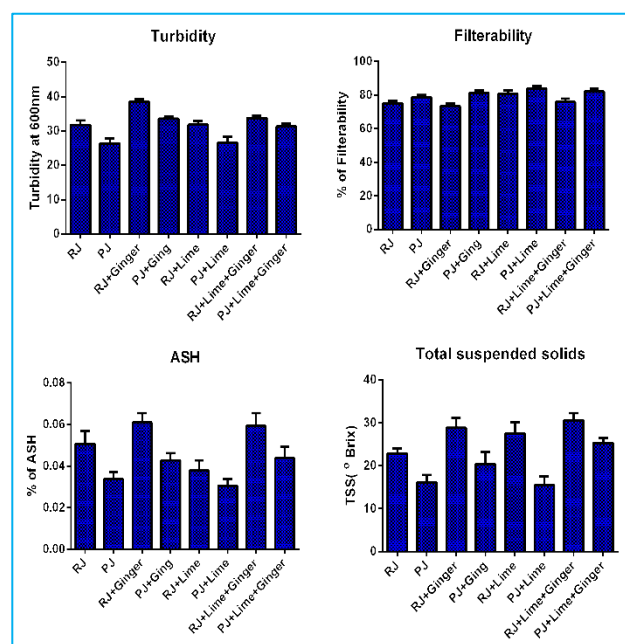 Turbidity
Turbidity at 600nm
50
40
30
20
10
0
RJ
PJ
RJ+Ginger
PJ+Ging
RJ+Lime
PJ+Lime
RJ+Lime+Ginger
PJ+Lime+Ginger
Filterability
% of Filterability
100
80
60
40
20
0
RJ
PJ
RJ+Ginger
PJ+Ging
RJ+Lime
PJ+Lime
RJ+Lime+Ginger
PJ+Lime+Ginger
ASH
% of ASH
0.08
0.06
0.04
0.02
0.00
RJ
PJ
RJ+Ginger
PJ+Ging
RJ+Lime
PJ+Lime
RJ+Lime+Ginger
PJ+Lime+Ginger
Total suspended solids
TSS( ° Brix)
40
30
20
10
0
RJ
PJ
RJ+Ginger
PJ+Ging
RJ+Lime
PJ+Lime
RJ+Lime+Ginger
PJ+Lime+Ginger